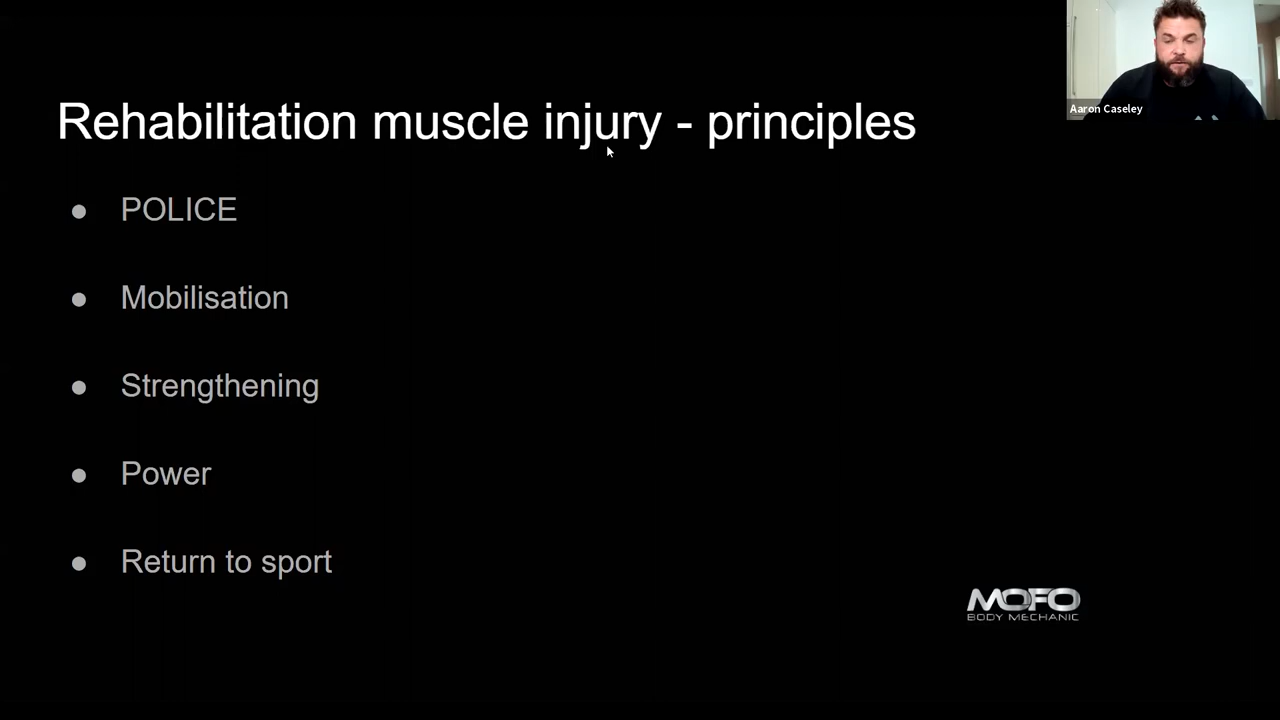 Rehabilitation muscle injury - principles
Aaron Caseley
● POLICE
● Mobilisation
● Strengthening
● Power
● Return to sport
MOFO
BODY MECHANIC